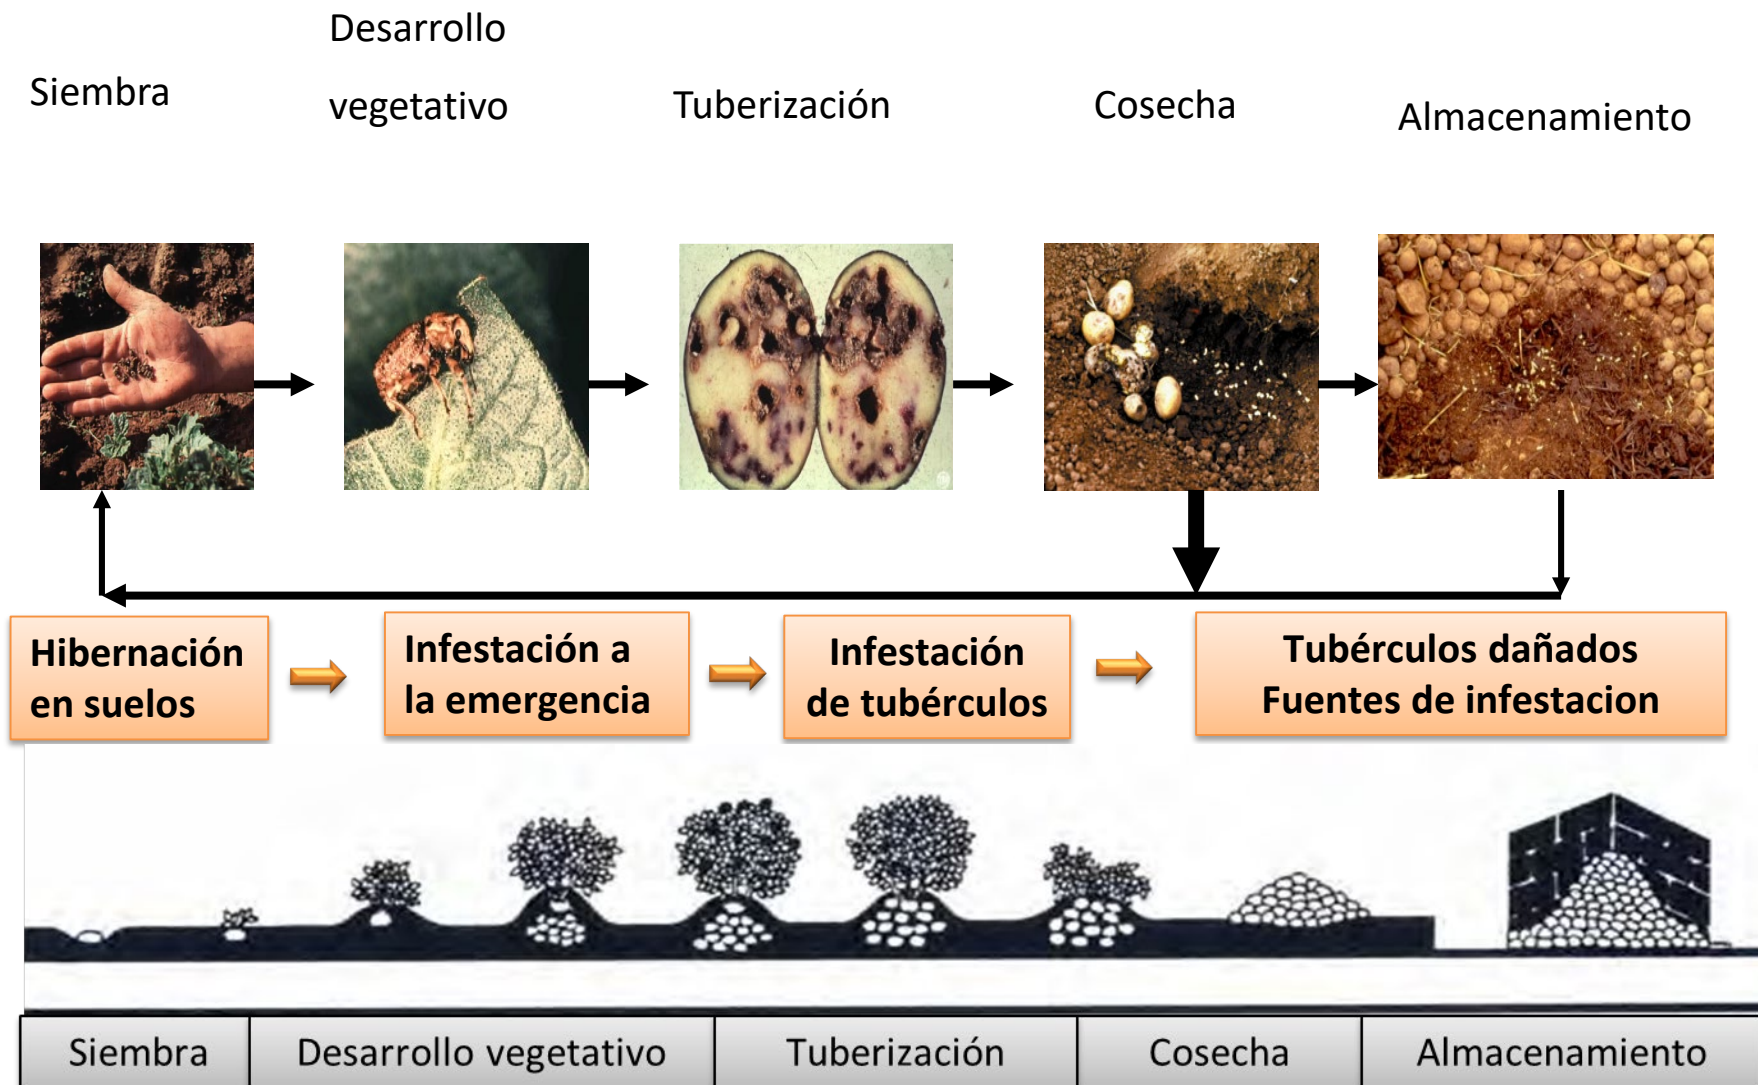 Siembra
Desarrollo
vegetativo
Tuberización
Cosecha
Almacenamiento
Hibernación
en suelos
Infestación a
la emergencia
Infestación
de tubérculos
Tubérculos dañados
Fuentes de infestacion
Siembra
Desarrollo vegetativo
Tuberización
Cosecha
Almacenamiento